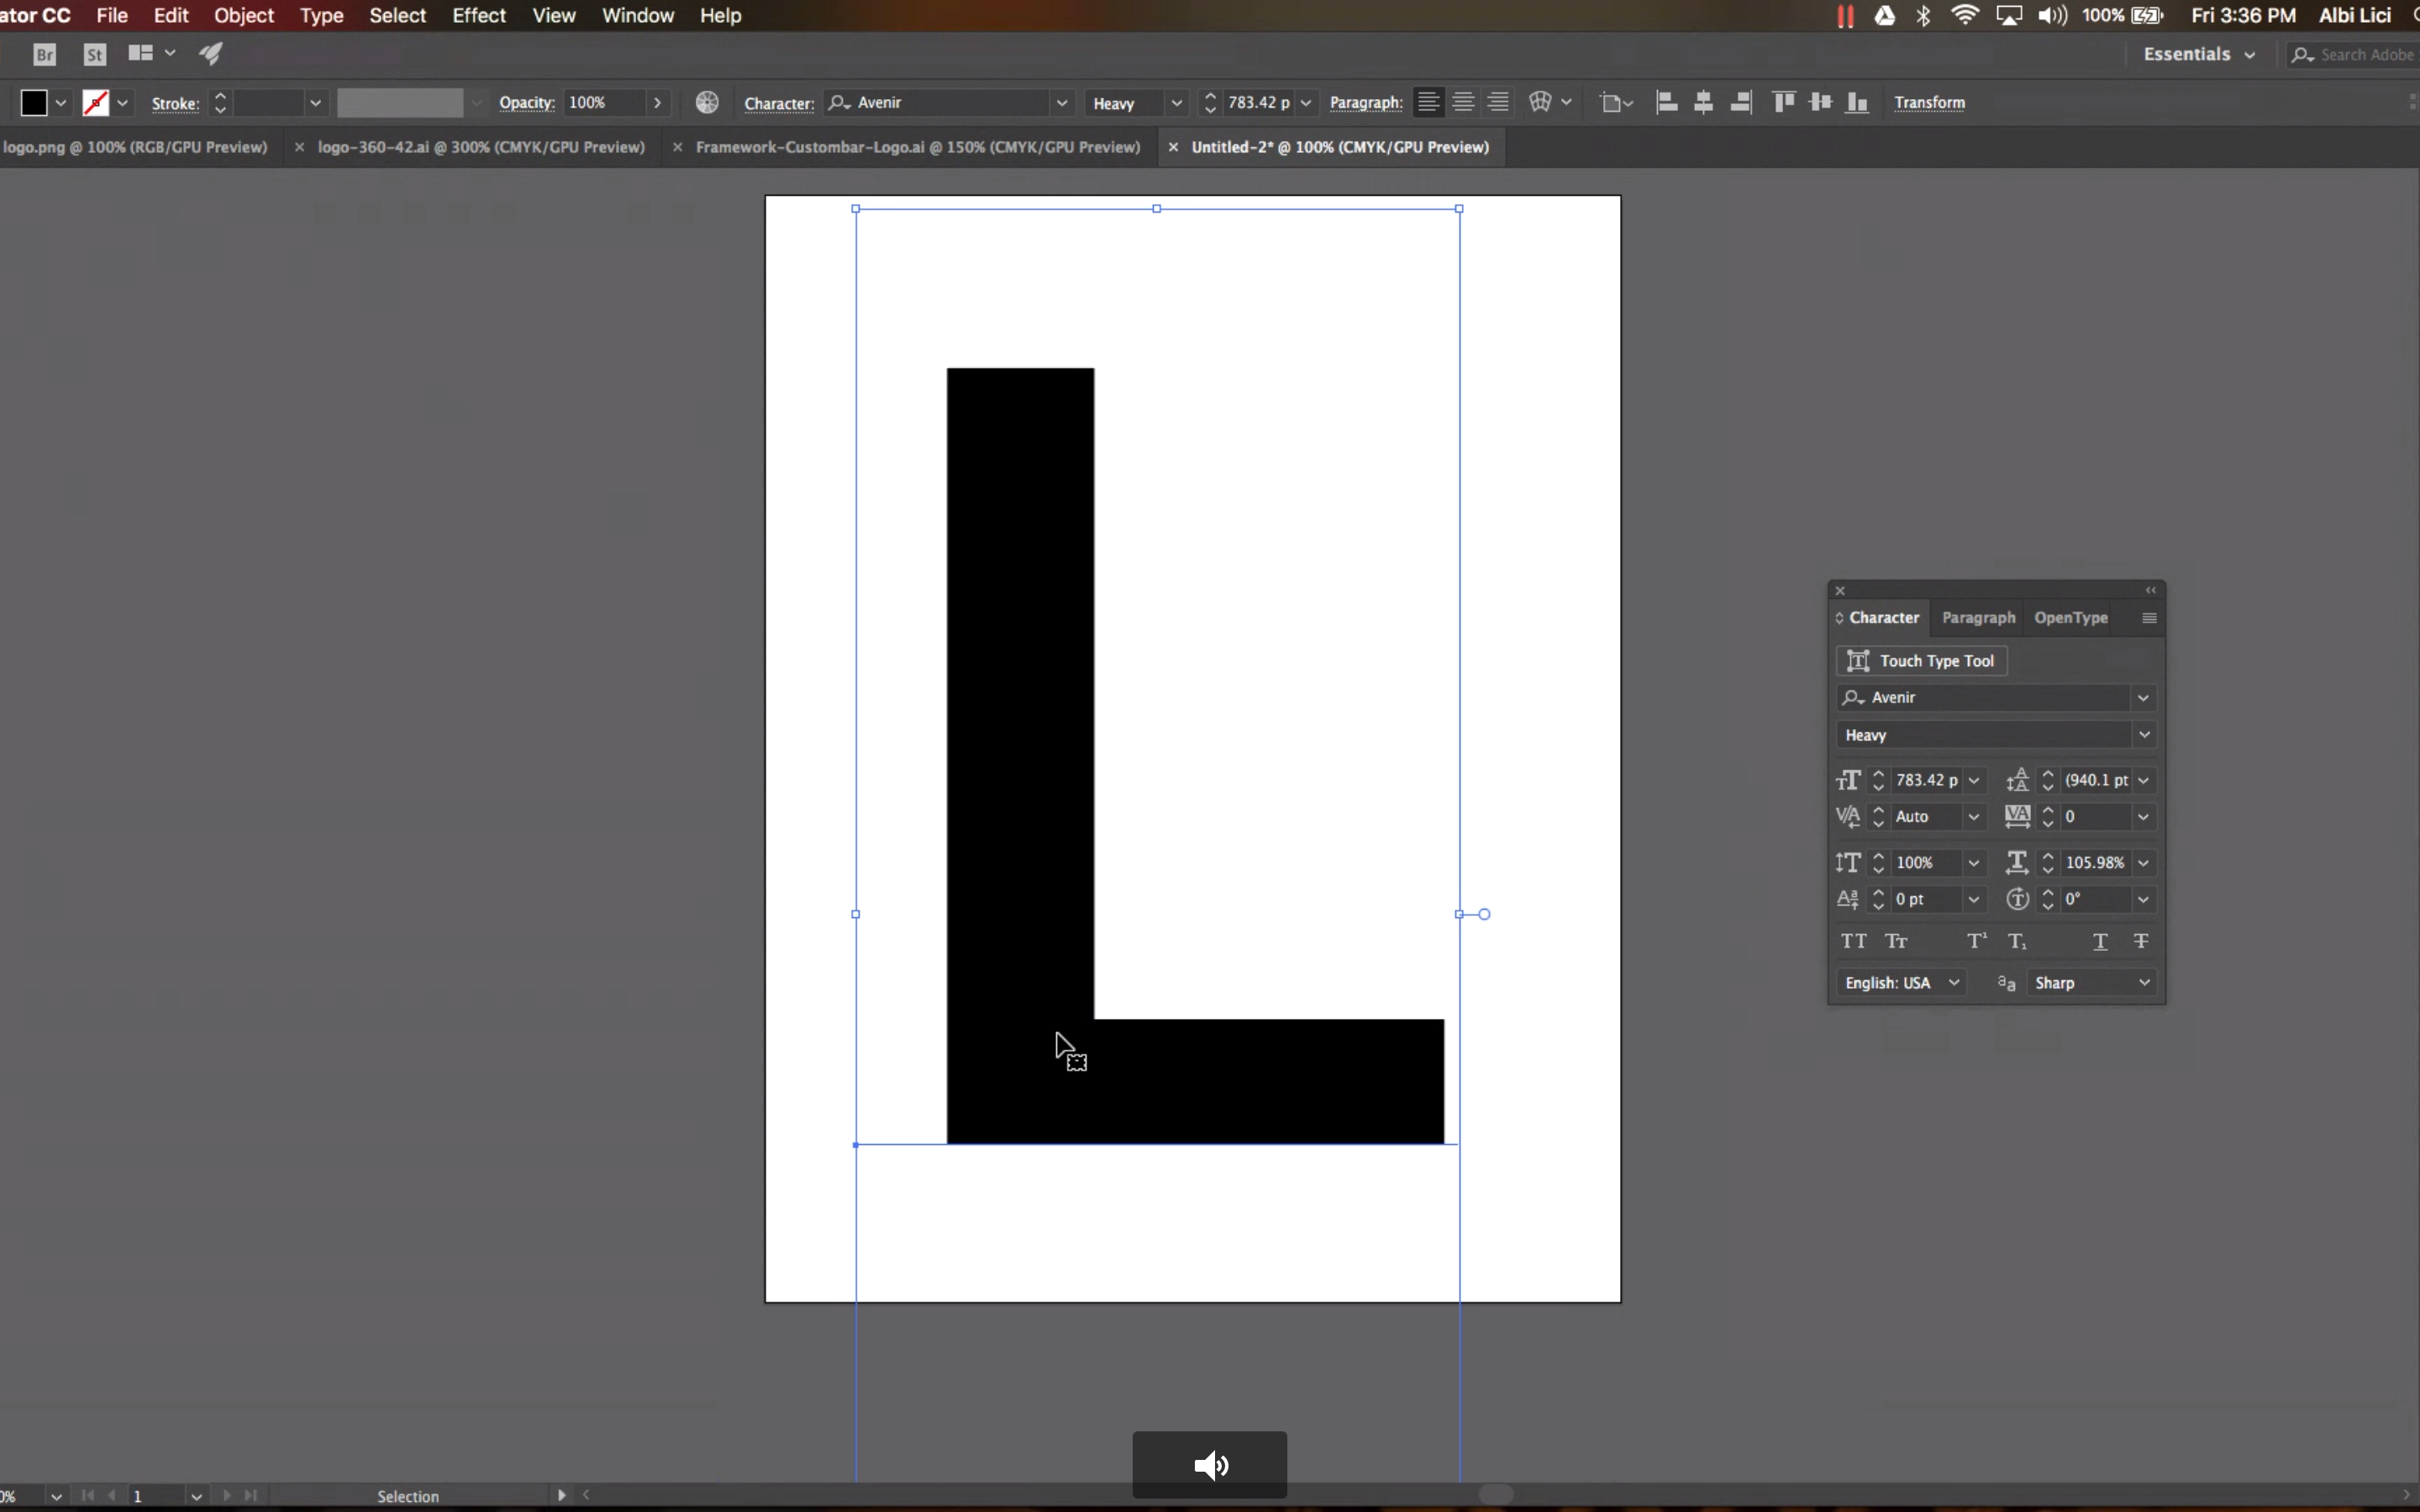 ator CC File Edit Object Type Select Effect View Window Help 100% Fri 3:36 PM Albi Lici
Br St Essentials Search Adobe
Stroke: Opacity: 100% Character: Avenir Heavy 783.42 p Paragraph: Transform
logo.png @ 100% (RGB/GPU Preview) × logo-360-42.ai @ 300% (CMYK/GPU Preview) × Framework-Custombar-Logo.ai @ 150% (CMYK/GPU Preview) × Untitled-2* @ 100% (CMYK/GPU Preview)
L
Character Paragraph OpenType
Touch Type Tool
Avenir
Heavy
783.42 p (940.1 pt
Auto 0
100% 105.98%
0 pt 0°
TT Tr T¹ T₁ T T
English: USA aa Sharp
0% 1 Selection